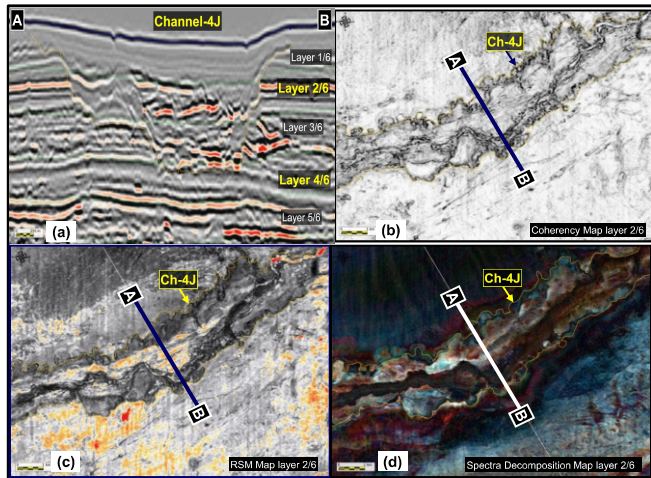 A
Channel-4J
B
Layer 1/6
Layer 2/6
Layer 3/6
Layer 4/6
Layer 5/6
(a)
Ch-4J
A
B
(b)
Coherency Map layer 2/6
Ch-4J
A
B
(c)
RSM Map layer 2/6
Ch-4J
A
B
(d)
Spectra Decomposition Map layer 2/6